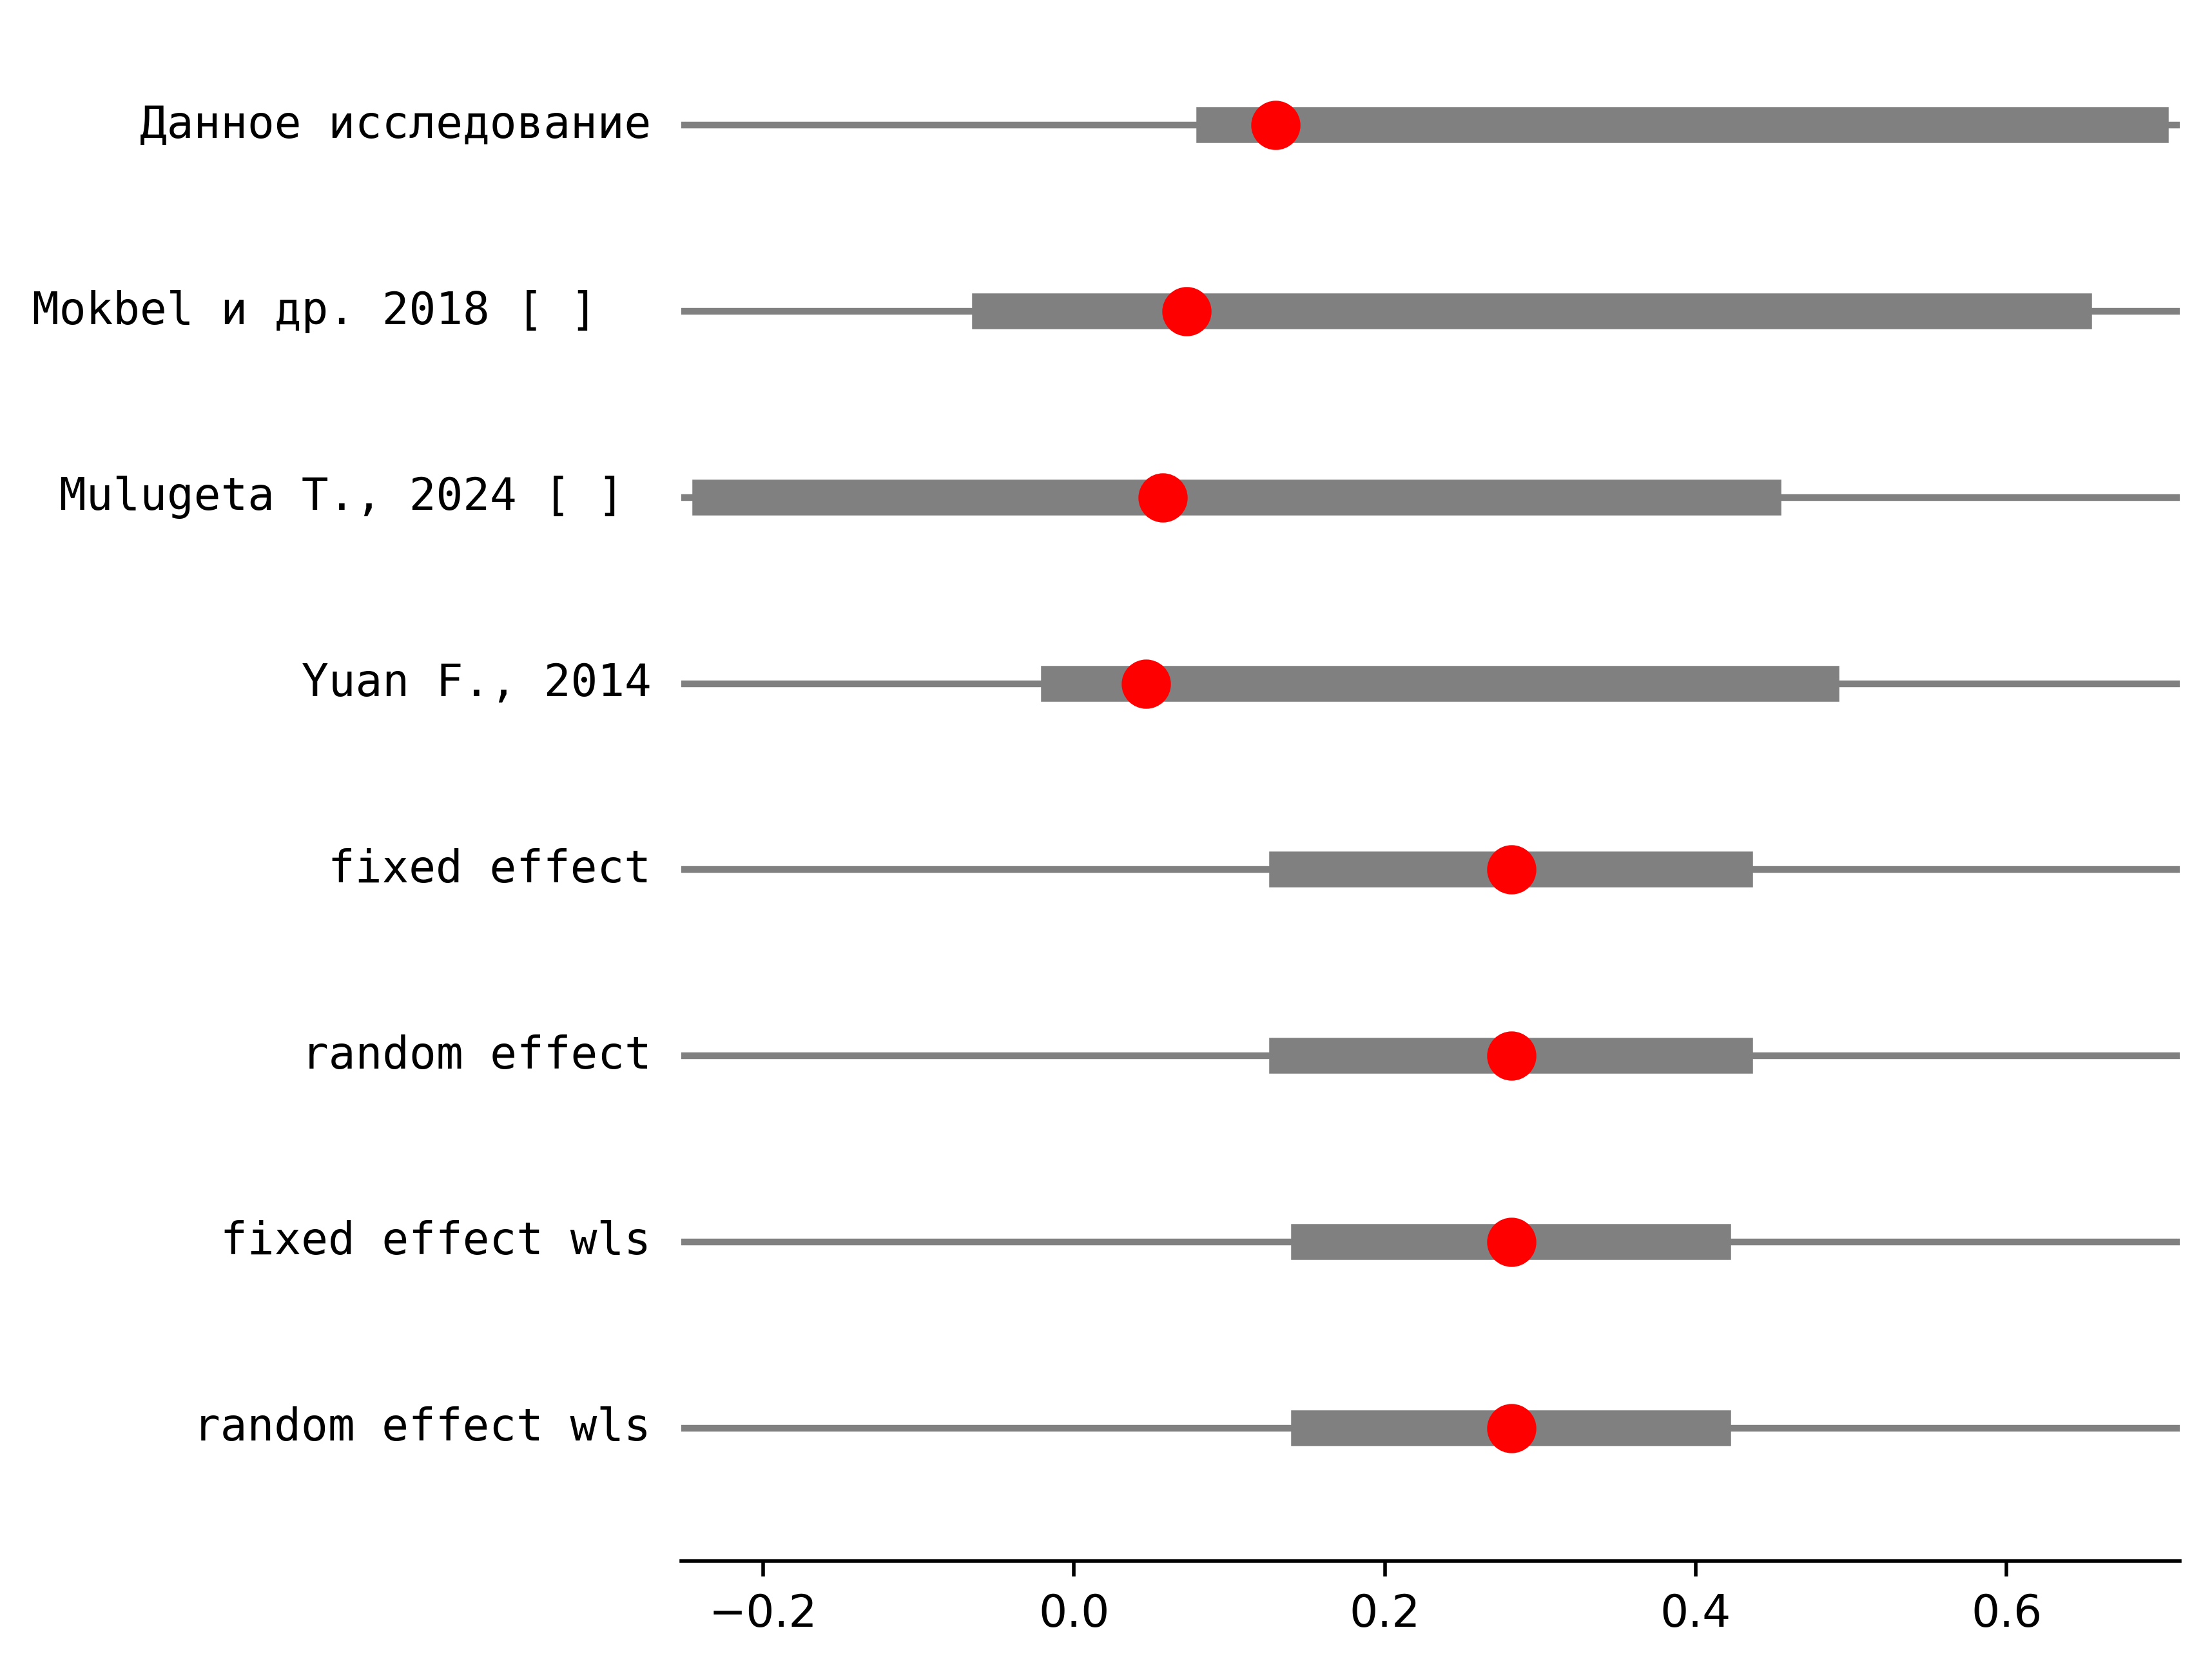 Данное исследование
Mokbel и др. 2018 [ ]
Mulugeta T., 2024 [ ]
Yuan F., 2014
fixed effect
random effect
fixed effect wls
random effect wls
−0.2 0.0 0.2 0.4 0.6